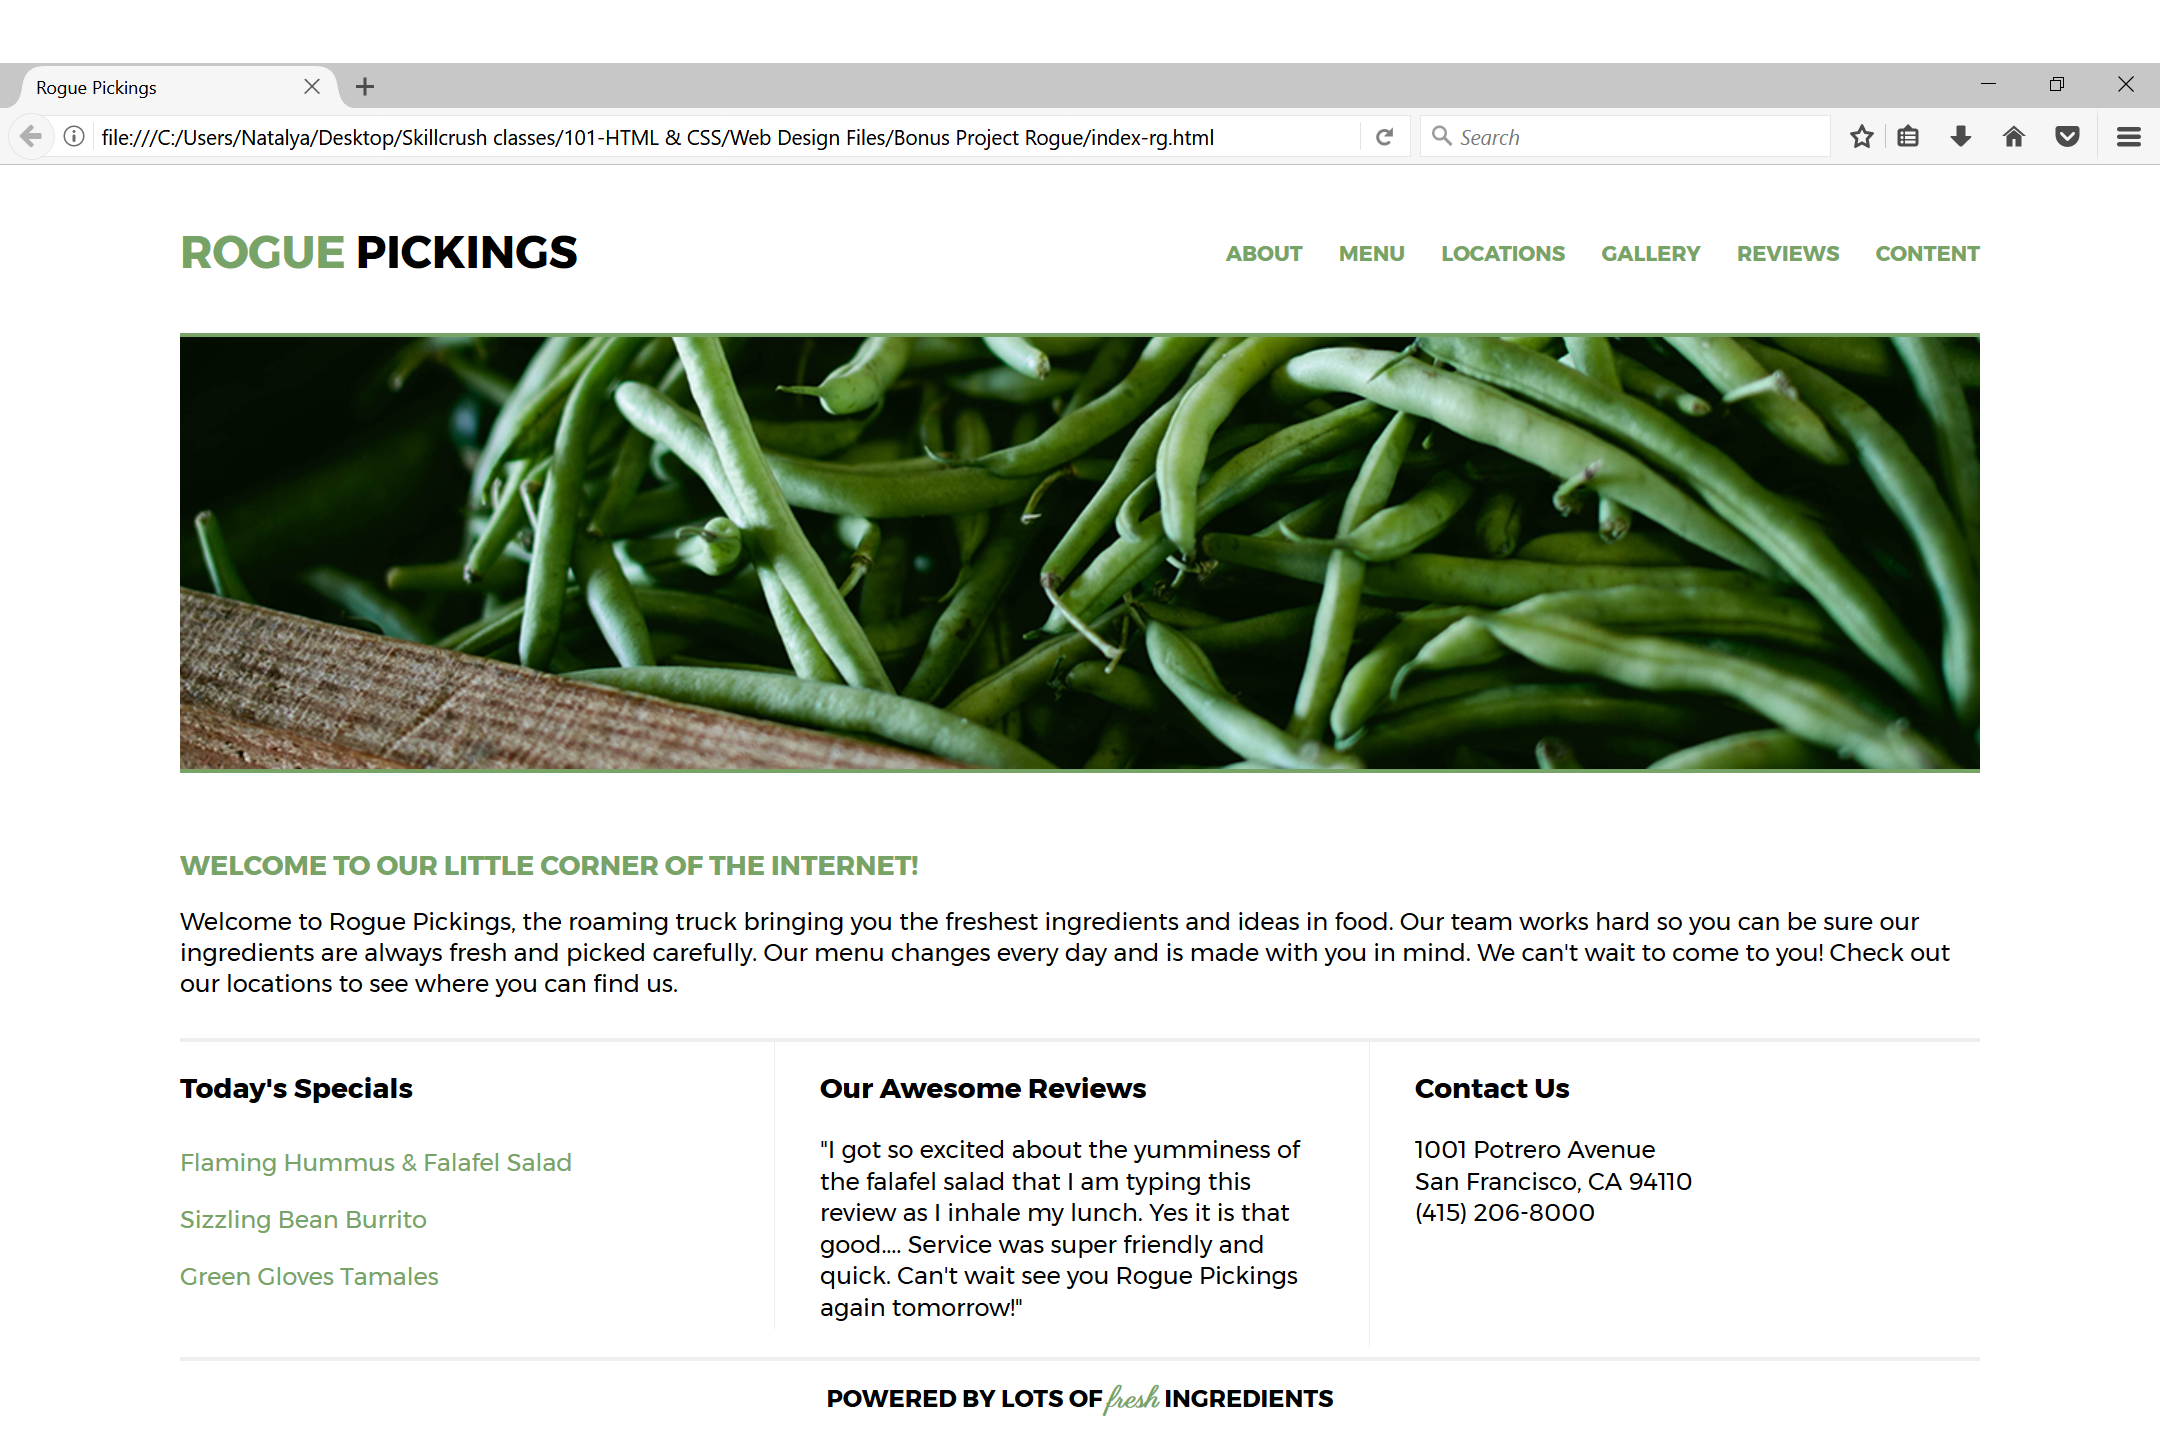 Rogue Pickings
file:///C:/Users/Natalya/Desktop/Skillcrush classes/101-HTML & CSS/Web Design Files/Bonus Project Rogue/index-rg.html
Search
ROGUE PICKINGS
ABOUT MENU LOCATIONS GALLERY REVIEWS CONTENT
WELCOME TO OUR LITTLE CORNER OF THE INTERNET!
Welcome to Rogue Pickings, the roaming truck bringing you the freshest ingredients and ideas in food. Our team works hard so you can be sure our
ingredients are always fresh and picked carefully. Our menu changes every day and is made with you in mind. We can't wait to come to you! Check out
our locations to see where you can find us.
Today's Specials
Flaming Hummus & Falafel Salad
Sizzling Bean Burrito
Green Gloves Tamales
Our Awesome Reviews
"I got so excited about the yumminess of
the falafel salad that I am typing this
review as I inhale my lunch. Yes it is that
good.... Service was super friendly and
quick. Can't wait see you Rogue Pickings
again tomorrow!"
Contact Us
1001 Potrero Avenue
San Francisco, CA 94110
(415) 206-8000
POWERED BY LOTS OF fresh INGREDIENTS